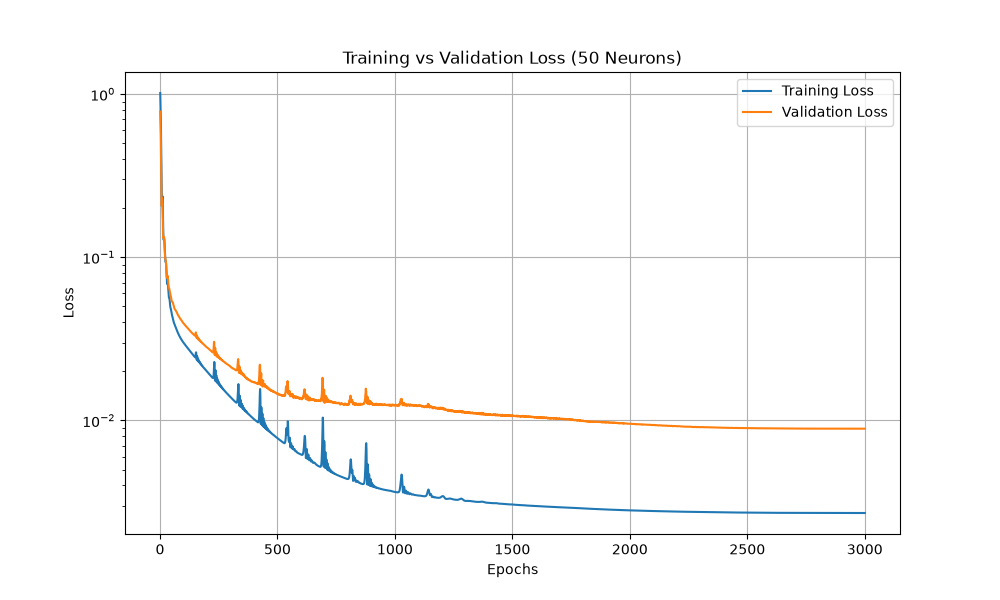 Training vs Validation Loss (50 Neurons)
Training Loss
Validation Loss
10⁰
10⁻¹
10⁻²
Loss
0 500 1000 1500 2000 2500 3000
Epochs